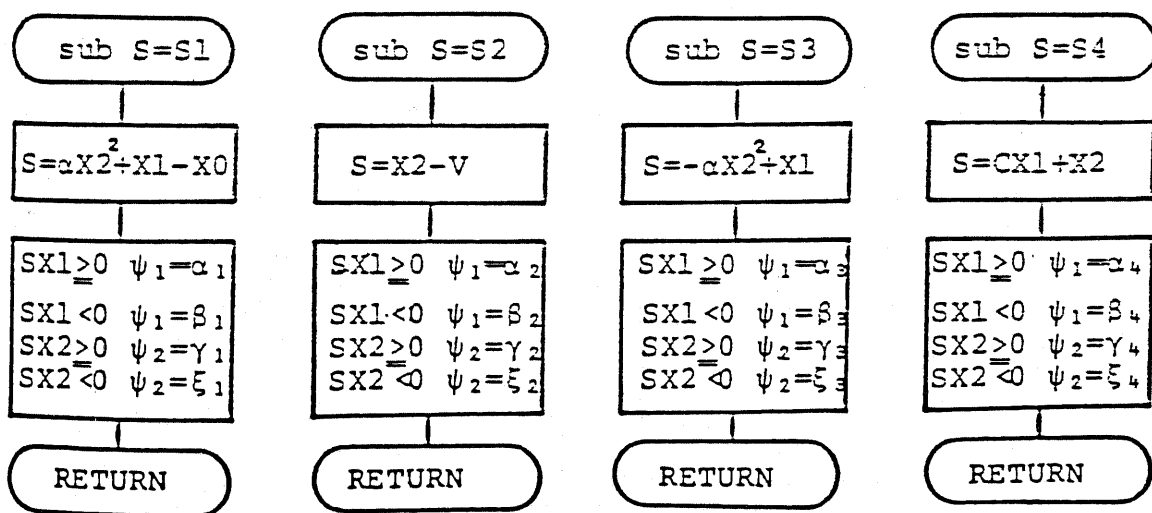 sub S=S1
S=αX2²+X1-X0
SX1≧0 ψ₁=α₁
SX1<0 ψ₁=β₁
SX2≧0 ψ₂=γ₁
SX2<0 ψ₂=ξ₁
RETURN
sub S=S2
S=X2-V
SX1≧0 ψ₁=α₂
SX1<0 ψ₁=β₂
SX2≧0 ψ₂=γ₂
SX2<0 ψ₂=ξ₂
RETURN
sub S=S3
S=-αX2²+X1
SX1≧0 ψ₁=α₃
SX1<0 ψ₁=β₃
SX2≧0 ψ₂=γ₃
SX2<0 ψ₂=ξ₃
RETURN
sub S=S4
S=CX1+X2
SX1≧0 ψ₁=α₄
SX1<0 ψ₁=β₄
SX2≧0 ψ₂=γ₄
SX2<0 ψ₂=ξ₄
RETURN